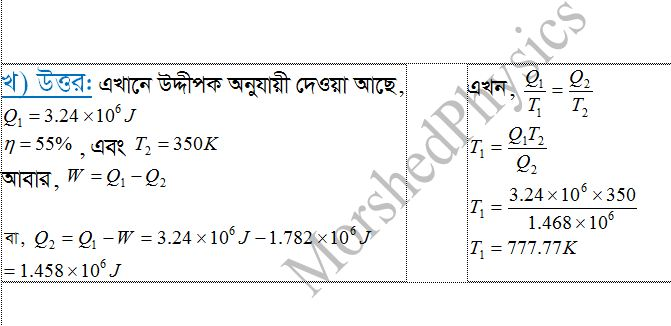 খ) উত্তর: এখানে উদ্দীপক অনুযায়ী দেওয়া আছে,
Q₁ = 3.24 × 10⁶ J
η = 55% , এবং T₂ = 350K
আবার, W = Q₁ − Q₂
বা, Q₂ = Q₁ − W = 3.24 × 10⁶ J − 1.782 × 10⁶ J
= 1.458 × 10⁶ J
এখন, Q₁/T₁ = Q₂/T₂
T₁ = Q₁T₂/Q₂
T₁ = 3.24 × 10⁶ × 350/1.468 × 10⁶
T₁ = 777.77K
MorshedPhysics